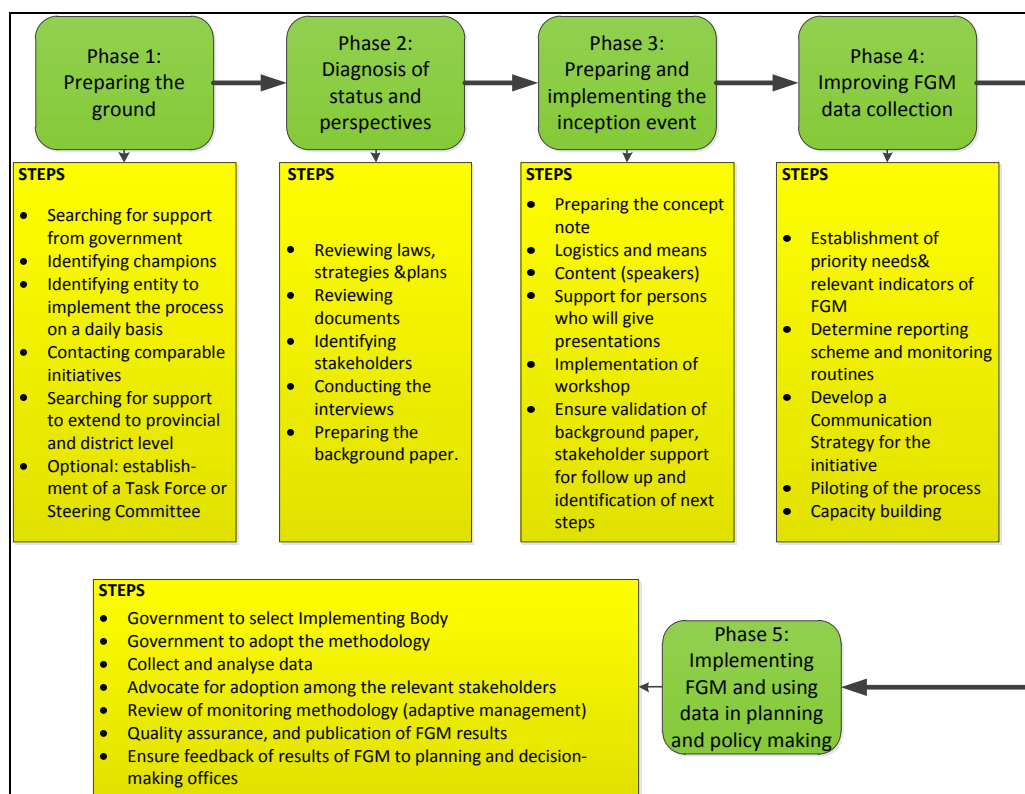 Phase 1:
Preparing the
ground
Phase 2:
Diagnosis of
status and
perspectives
Phase 3:
Preparing and
implementing the
inception event
Phase 4:
Improving FGM
data collection
STEPS
• Searching for support
from government
• Identifying champions
• Identifying entity to
implement the process
on a daily basis
• Contacting comparable
initiatives
• Searching for support
to extend to provincial
and district level
• Optional: establish-
ment of a Task Force or
Steering Committee
STEPS
• Reviewing laws,
strategies &plans
• Reviewing
documents
• Identifying
stakeholders
• Conducting the
interviews
• Preparing the
background paper.
STEPS
• Preparing the concept
note
• Logistics and means
• Content (speakers)
• Support for persons
who will give
presentations
• Implementation of
workshop
• Ensure validation of
background paper,
stakeholder support
for follow up and
identification of next
steps
STEPS
• Establishment of
priority needs&
relevant indicators of
FGM
• Determine reporting
scheme and monitoring
routines
• Develop a
Communication
Strategy for the
initiative
• Piloting of the process
• Capacity building
STEPS
• Government to select Implementing Body
• Government to adopt the methodology
• Collect and analyse data
• Advocate for adoption among the relevant stakeholders
• Review of monitoring methodology (adaptive management)
• Quality assurance, and publication of FGM results
• Ensure feedback of results of FGM to planning and decision-
making offices
Phase 5:
Implementing
FGM and using
data in planning
and policy making